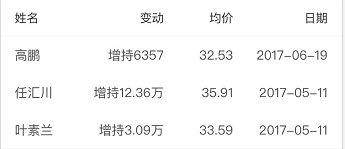 姓名 变动 均价 日期
高鹏 增持6357 32.53 2017-06-19
任汇川 增持12.36万 35.91 2017-05-11
叶素兰 增持3.09万 33.59 2017-05-11